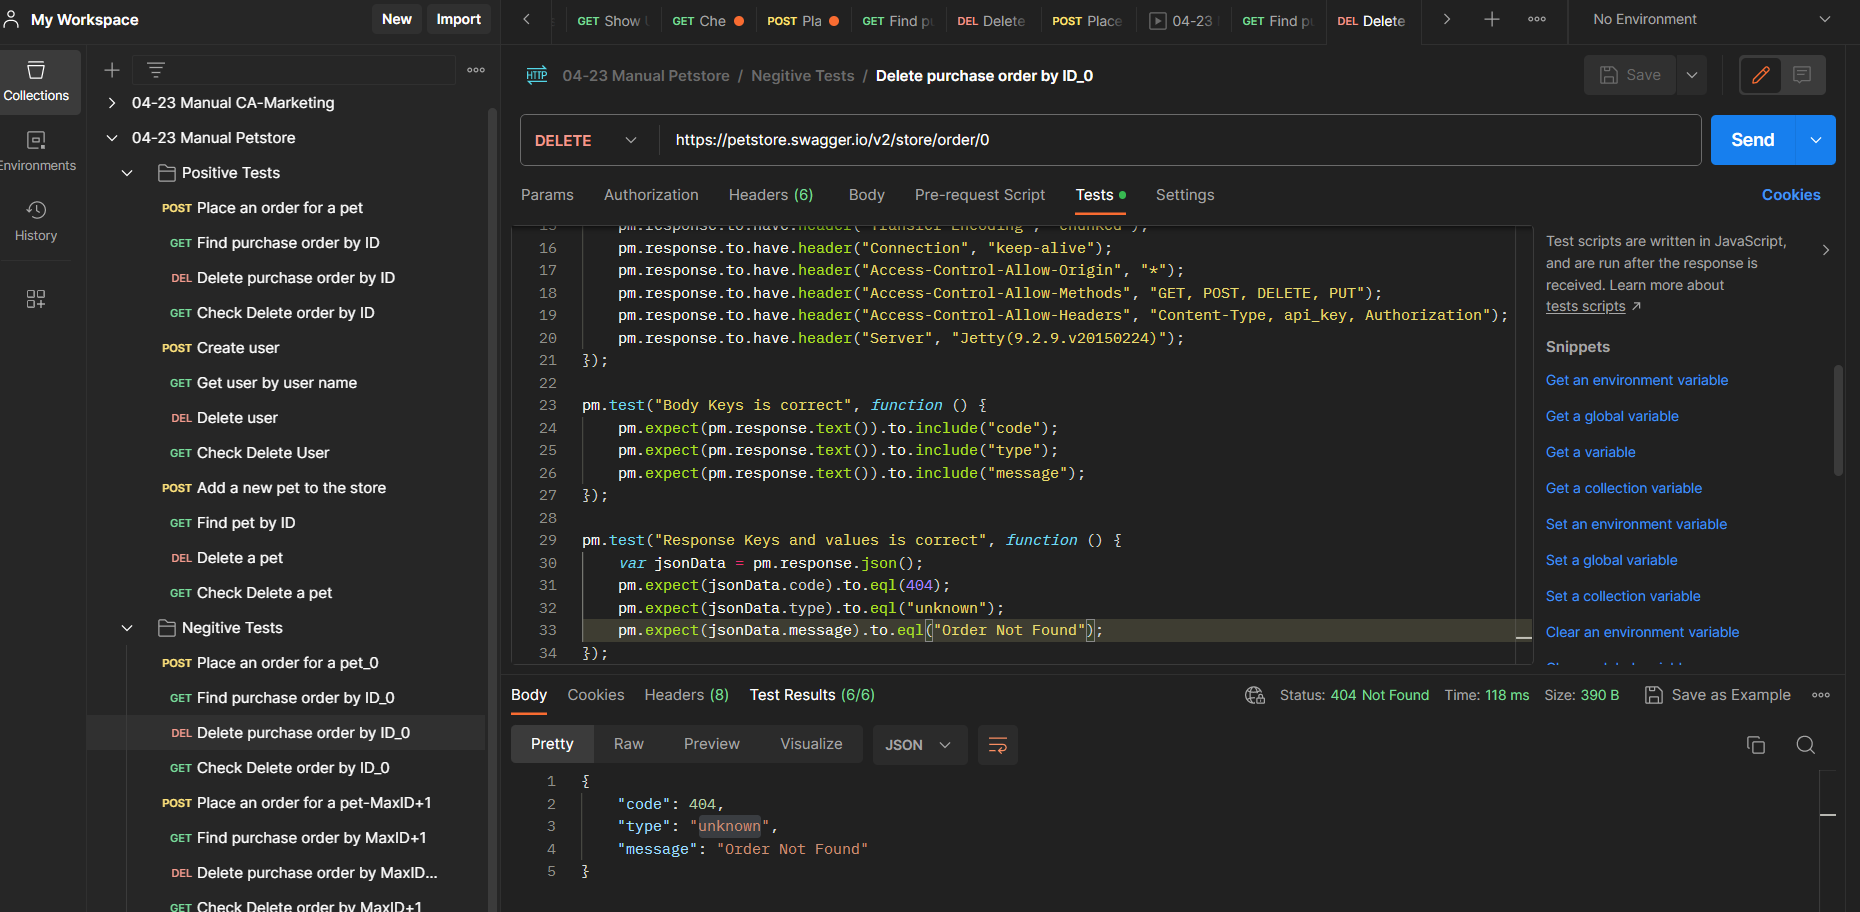 My Workspace New Import
GET Show GET Che POST Pla GET Find DEL Delete POST Place 04-23 GET Find DEL Delete No Environment
Collections
Environments
History
04-23 Manual CA-Marketing
04-23 Manual Petstore
Positive Tests
POST Place an order for a pet
GET Find purchase order by ID
DEL Delete purchase order by ID
GET Check Delete order by ID
POST Create user
GET Get user by user name
DEL Delete user
GET Check Delete User
POST Add a new pet to the store
GET Find pet by ID
DEL Delete a pet
GET Check Delete a pet
Negitive Tests
POST Place an order for a pet_0
GET Find purchase order by ID_0
DEL Delete purchase order by ID_0
GET Check Delete order by ID_0
POST Place an order for a pet-MaxID+1
GET Find purchase order by MaxID+1
DEL Delete purchase order by MaxID...
GET Check Delete order by MaxID+1
HTTP 04-23 Manual Petstore / Negitive Tests / Delete purchase order by ID_0 Save
DELETE https://petstore.swagger.io/v2/store/order/0 Send
Params Authorization Headers (6) Body Pre-request Script Tests Settings Cookies
15 pm.response.to.have.header("Transfer-Encoding", "chunked");
16 pm.response.to.have.header("Connection", "keep-alive");
17 pm.response.to.have.header("Access-Control-Allow-Origin", "*");
18 pm.response.to.have.header("Access-Control-Allow-Methods", "GET, POST, DELETE, PUT");
19 pm.response.to.have.header("Access-Control-Allow-Headers", "Content-Type, api_key, Authorization");
20 pm.response.to.have.header("Server", "Jetty(9.2.9.v20150224)");
21 });
22
23 pm.test("Body Keys is correct", function () {
24 pm.expect(pm.response.text()).to.include("code");
25 pm.expect(pm.response.text()).to.include("type");
26 pm.expect(pm.response.text()).to.include("message");
27 });
28
29 pm.test("Response Keys and values is correct", function () {
30 var jsonData = pm.response.json();
31 pm.expect(jsonData.code).to.eql(404);
32 pm.expect(jsonData.type).to.eql("unknown");
33 pm.expect(jsonData.message).to.eql("Order Not Found");
34 });
Test scripts are written in JavaScript,
and are run after the response is
received. Learn more about
tests scripts ↗
Snippets
Get an environment variable
Get a global variable
Get a variable
Get a collection variable
Set an environment variable
Set a global variable
Set a collection variable
Clear an environment variable
Body Cookies Headers (8) Test Results (6/6) Status: 404 Not Found Time: 118 ms Size: 390 B Save as Example
Pretty Raw Preview Visualize JSON
1 {
2 "code": 404,
3 "type": "unknown",
4 "message": "Order Not Found"
5 }